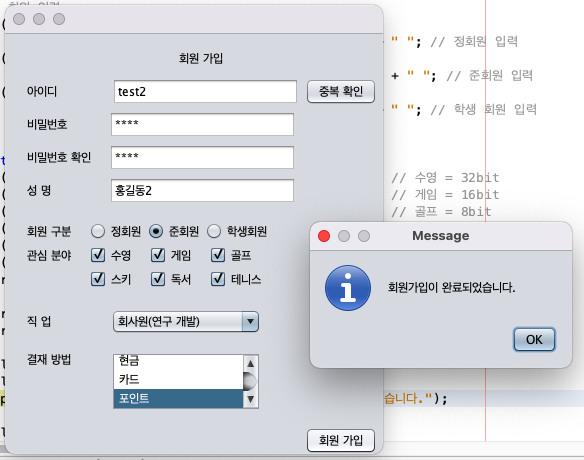 회원 가입
아이디 test2 중복 확인
비밀번호 ****
비밀번호 확인 ****
성 명 홍길동2
회원 구분 정회원 준회원 학생회원
관심 분야 수영 게임 골프
스키 독서 테니스
직 업 회사원(연구 개발)
결재 방법 현금
카드
포인트
회원 가입
" "; // 정회원 입력
+ " "; // 준회원 입력
" "; // 학생 회원 입력
// 수영 = 32bit
// 게임 = 16bit
// 골프 = 8bit
Message
회원가입이 완료되었습니다.
OK
습니다.");